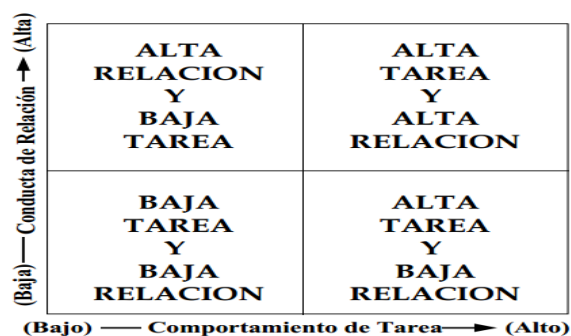 (Baja) — Conducta de Relación → (Alta)
ALTA
RELACION
Y
BAJA
TAREA
ALTA
TAREA
Y
ALTA
RELACION
BAJA
TAREA
Y
BAJA
RELACION
ALTA
TAREA
Y
BAJA
RELACION
(Bajo) — Comportamiento de Tarea → (Alto)